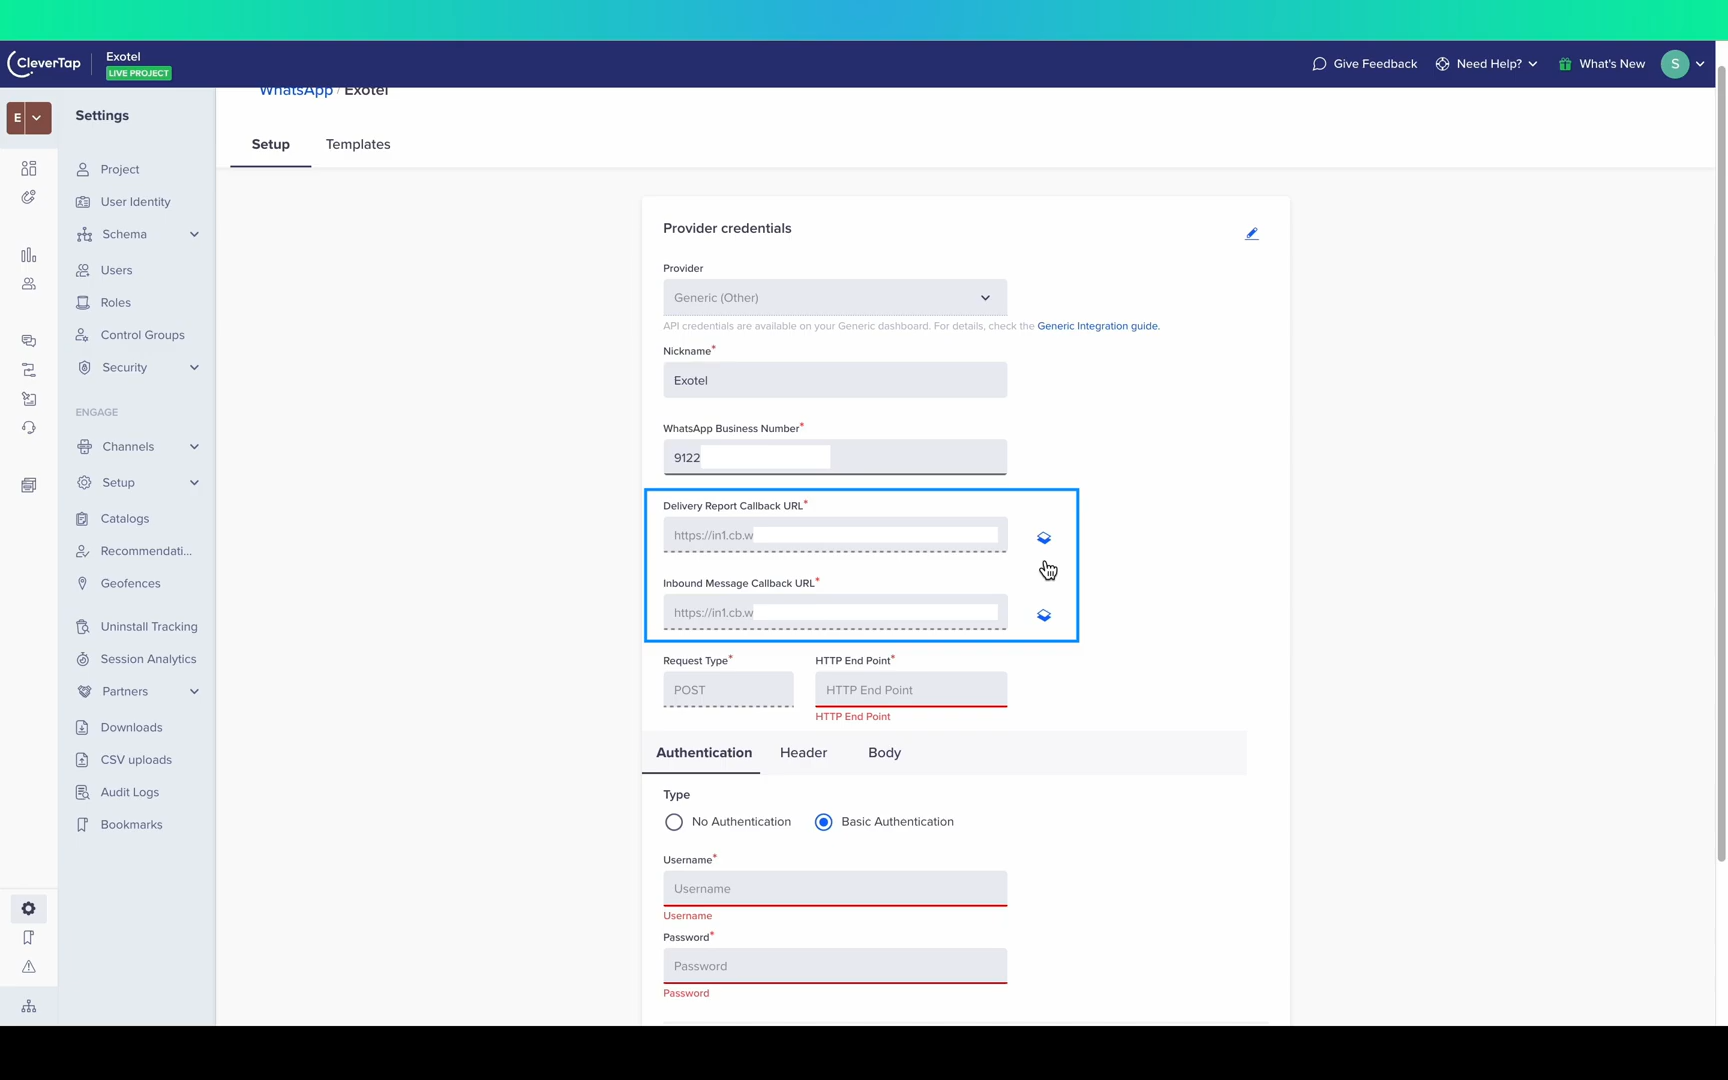 CleverTap
Exotel
LIVE PROJECT
Give Feedback
Need Help?
What's New
S
E
Settings
Project
User Identity
Schema
Users
Roles
Control Groups
Security
ENGAGE
Channels
Setup
Catalogs
Recommendati...
Geofences
Uninstall Tracking
Session Analytics
Partners
Downloads
CSV uploads
Audit Logs
Bookmarks
WhatsApp / Exotel
Setup
Templates
Provider credentials
Provider
Generic (Other)
API credentials are available on your Generic dashboard. For details, check the Generic Integration guide.
Nickname*
Exotel
WhatsApp Business Number*
9122
Delivery Report Callback URL*
https://in1.cb.w
Inbound Message Callback URL*
https://in1.cb.w
Request Type*
HTTP End Point*
POST
HTTP End Point
HTTP End Point
Authentication
Header
Body
Type
No Authentication
Basic Authentication
Username*
Username
Username
Password*
Password
Password